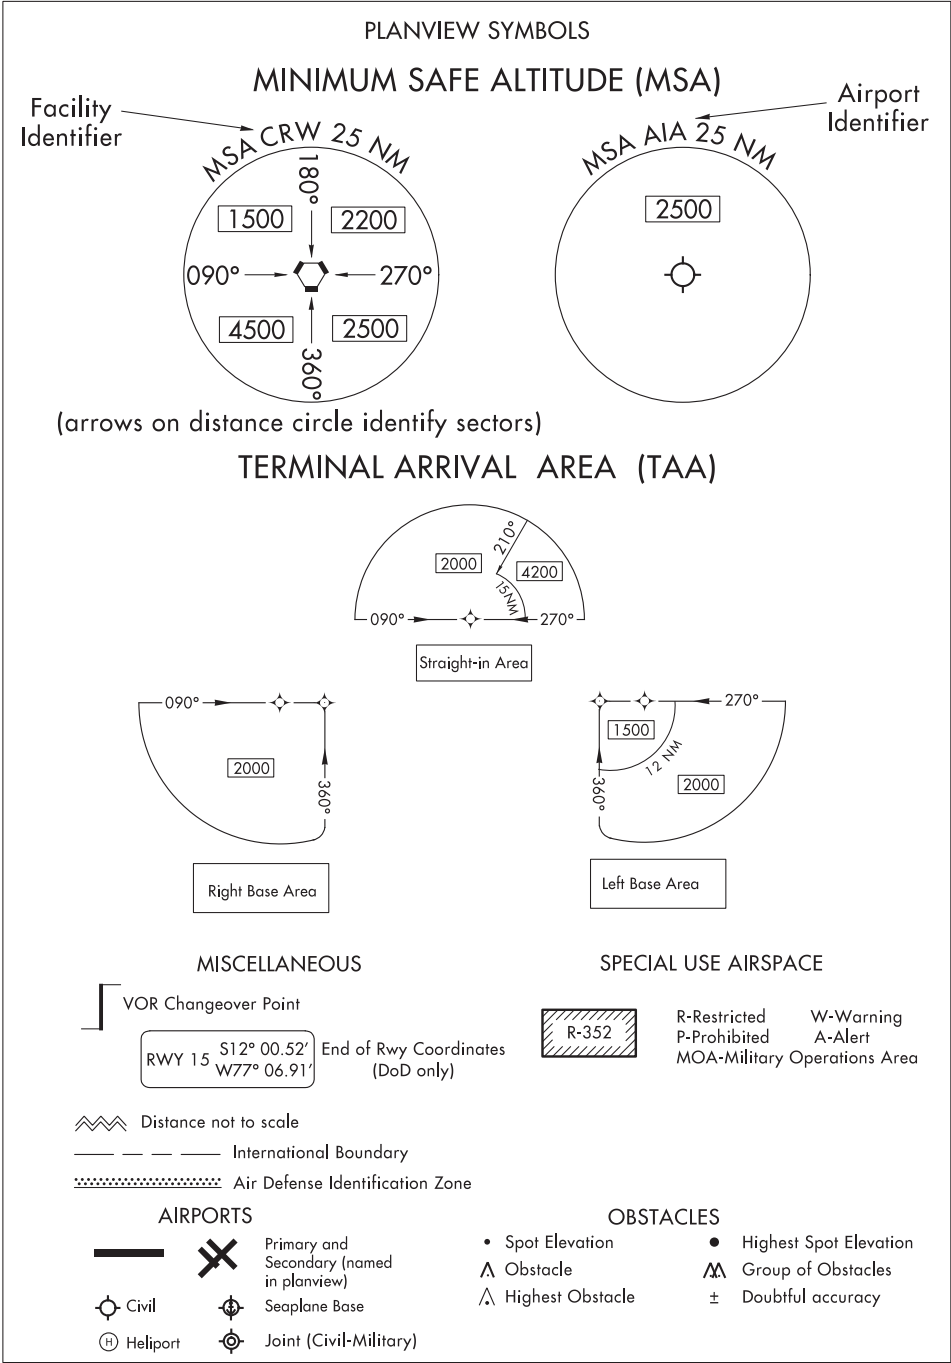 PLANVIEW SYMBOLS
MINIMUM SAFE ALTITUDE (MSA)
Facility
Identifier
MSA CRW 25 NM
180°
1500
2200
090°
270°
4500
2500
360°
Airport
Identifier
MSA AIA 25 NM
2500
(arrows on distance circle identify sectors)
TERMINAL ARRIVAL AREA (TAA)
210°
2000
4200
15NM
090°
270°
Straight-in Area
090°
2000
360°
Right Base Area
270°
1500
12 NM
360°
2000
Left Base Area
MISCELLANEOUS
VOR Changeover Point
RWY 15
S12° 00.52'
W77° 06.91'
End of Rwy Coordinates
(DoD only)
Distance not to scale
International Boundary
Air Defense Identification Zone
SPECIAL USE AIRSPACE
R-352
R-Restricted W-Warning
P-Prohibited A-Alert
MOA-Military Operations Area
AIRPORTS
Primary and
Secondary (named
in planview)
Civil
Seaplane Base
H
Heliport
Joint (Civil-Military)
OBSTACLES
Spot Elevation
Highest Spot Elevation
Obstacle
Group of Obstacles
Highest Obstacle
± Doubtful accuracy